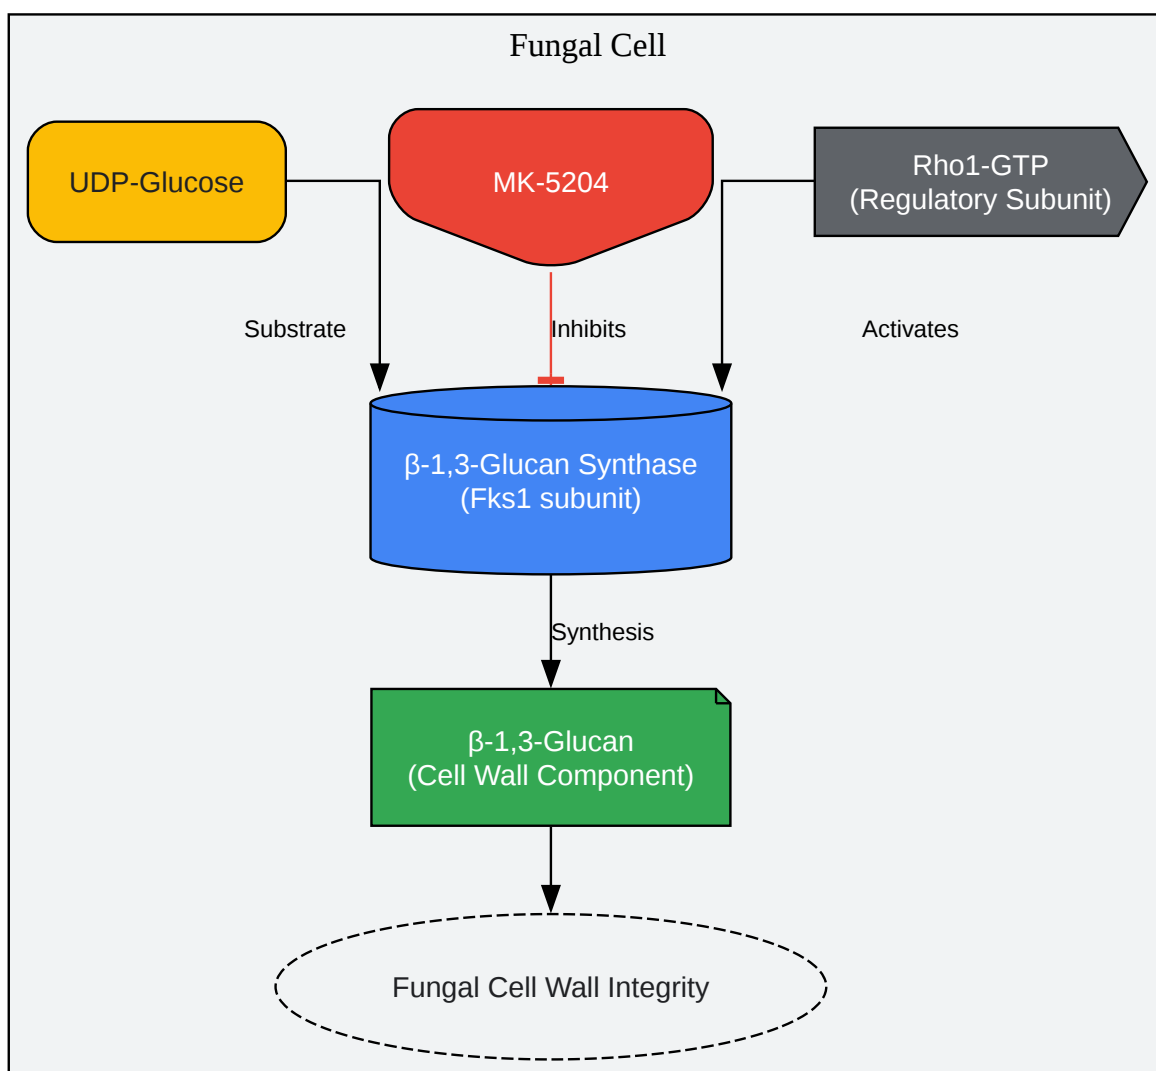 Fungal Cell
UDP-Glucose
MK-5204
Rho1-GTP
(Regulatory Subunit)
Substrate
Inhibits
Activates
β-1,3-Glucan Synthase
(Fks1 subunit)
Synthesis
β-1,3-Glucan
(Cell Wall Component)
Fungal Cell Wall Integrity